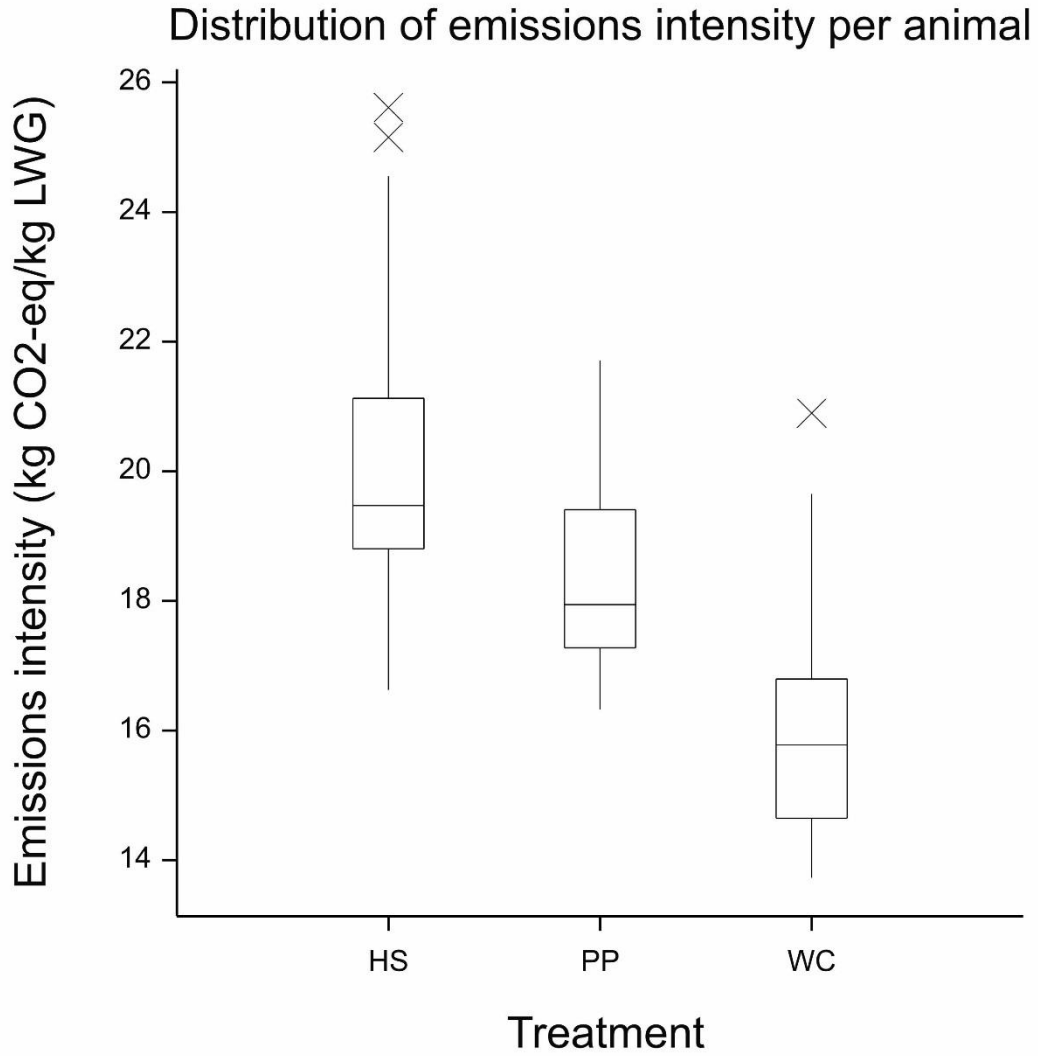 Distribution of emissions intensity per animal
Emissions intensity (kg CO2-eq/kg LWG)
26
24
22
20
18
16
14
HS PP WC
Treatment